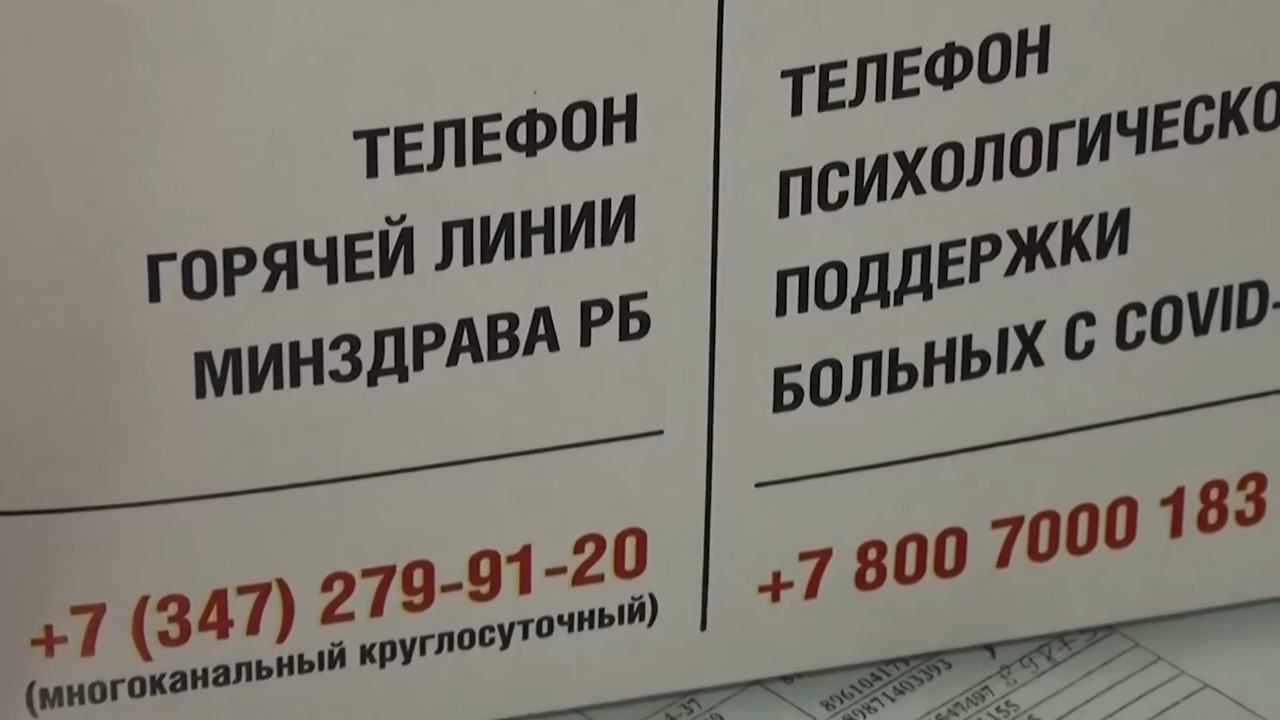 ТЕЛЕФОН
ГОРЯЧЕЙ ЛИНИИ
МИНЗДРАВА РБ
+7 (347) 279-91-20
(многоканальный круглосуточный)
ТЕЛЕФОН
ПСИХОЛОГИЧЕСКО
ПОДДЕРЖКИ
БОЛЬНЫХ С COVID-
+7 800 7000 183
89871403393